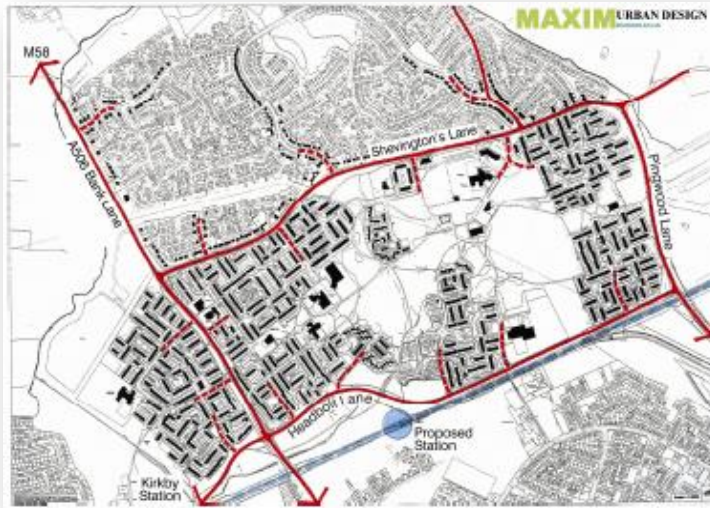 MAXIM URBAN DESIGN
M58
A506 Bank Lane
Shevington's Lane
Pingwood Lane
Headbolt Lane
Proposed
Station
Kirkby
Station